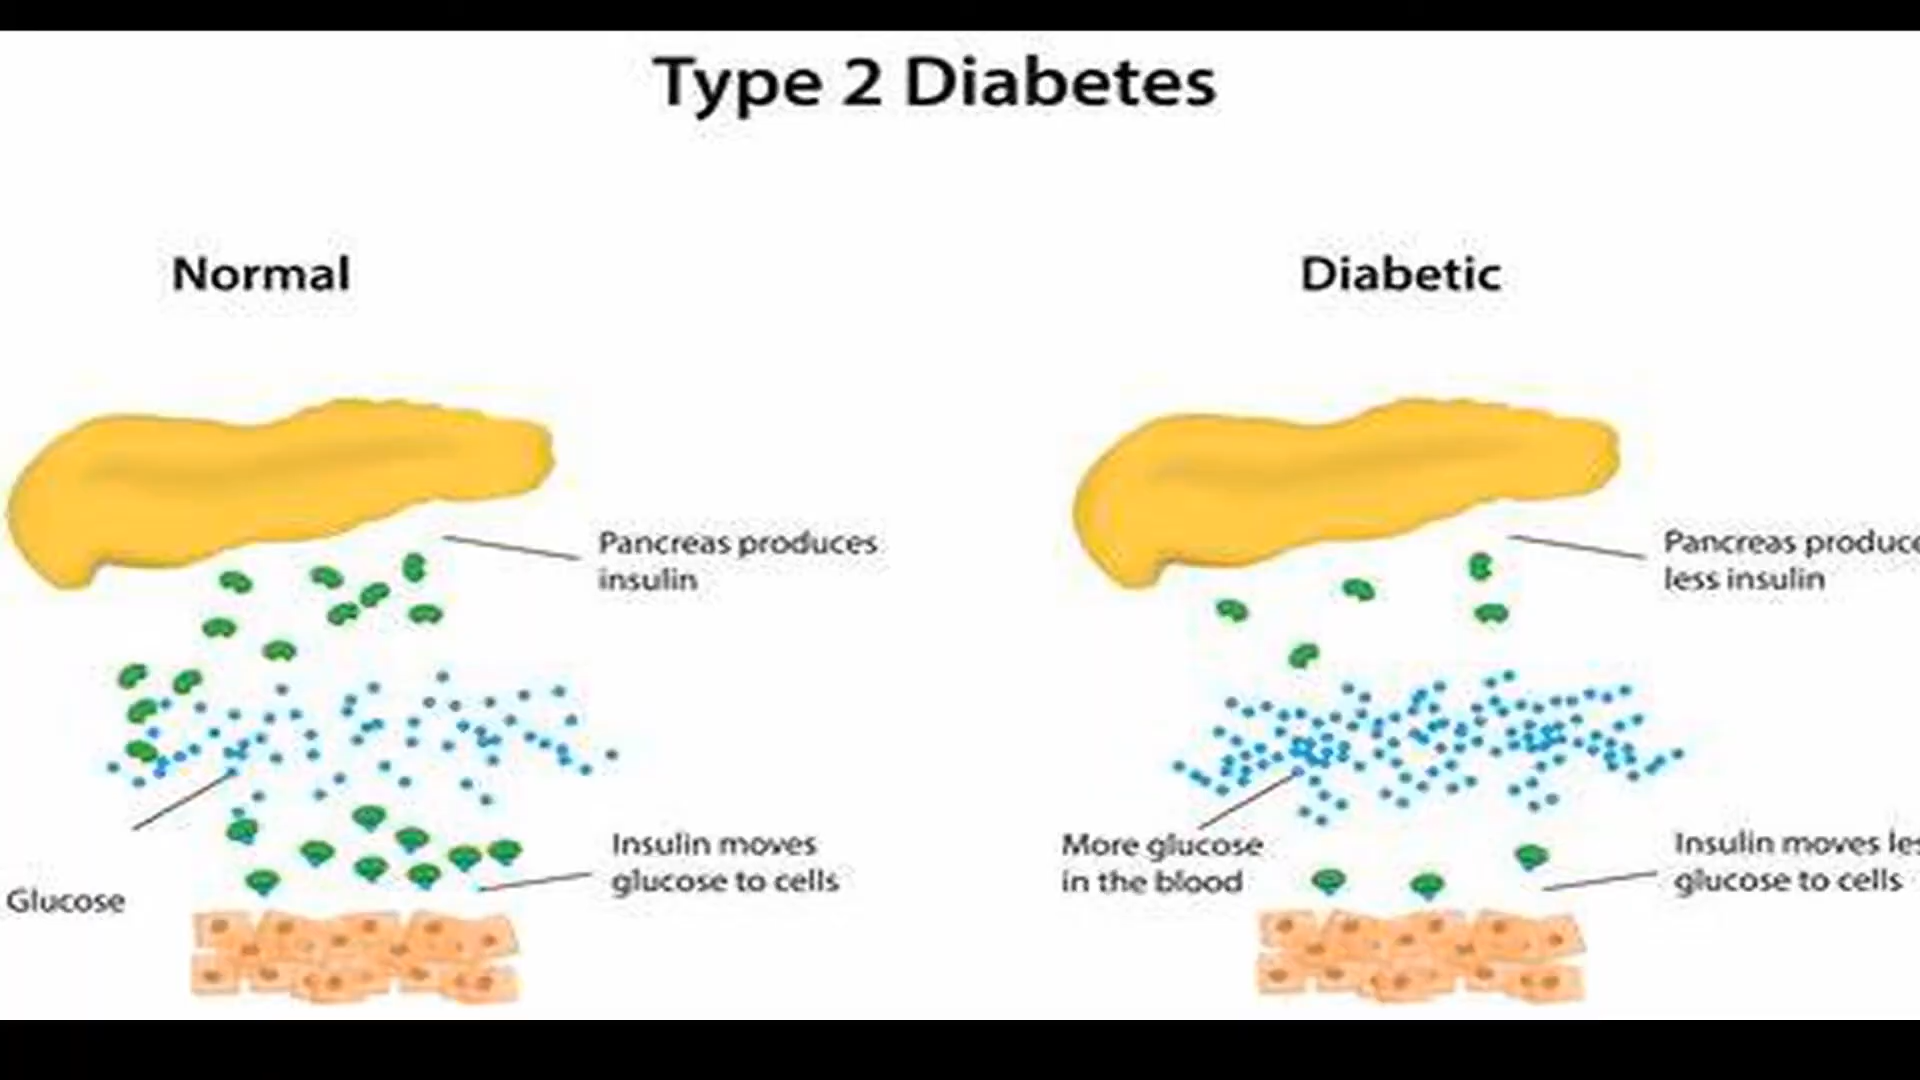 Type 2 Diabetes
Normal
Diabetic
Pancreas produces
insulin
Glucose
Insulin moves
glucose to cells
Pancreas produce
less insulin
More glucose
in the blood
Insulin moves les
glucose to cells